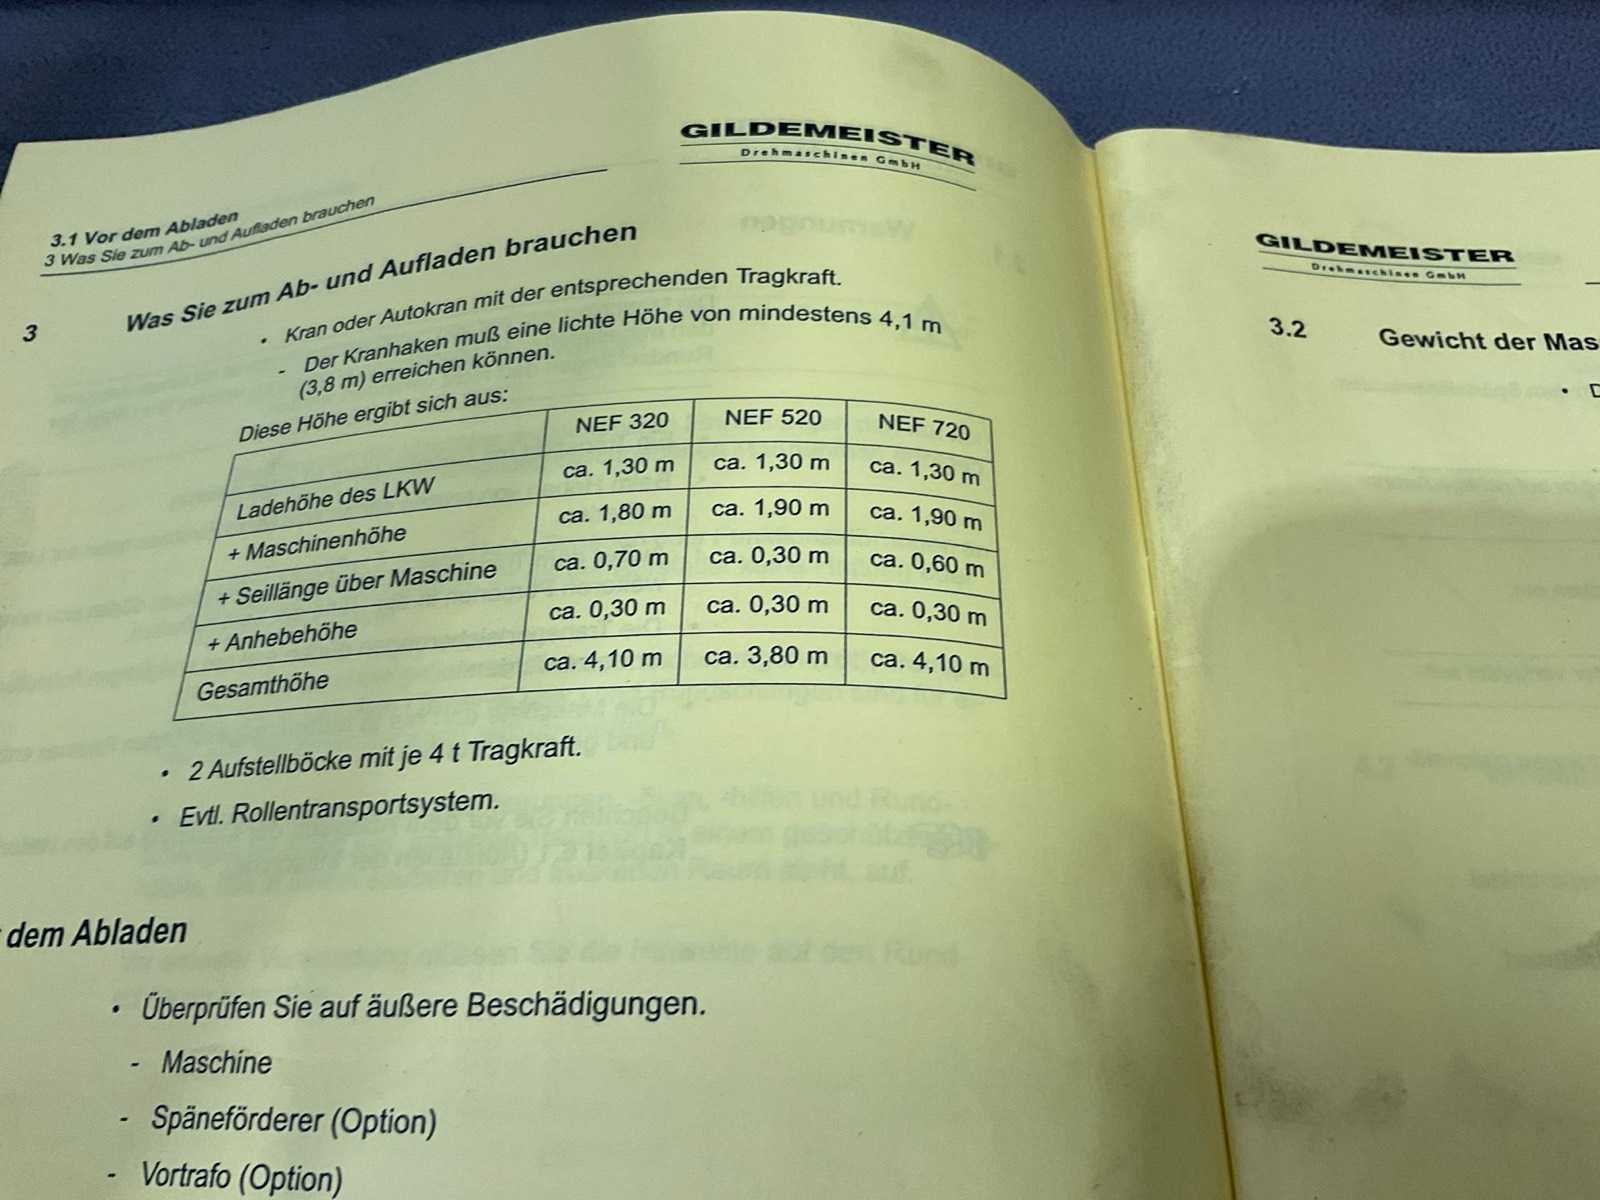 GILDEMEISTER
Drehmaschinen GmbH
3.1 Vor dem Abladen
3 Was Sie zum Ab- und Aufladen brauchen
3 Was Sie zum Ab- und Aufladen brauchen
• Kran oder Autokran mit der entsprechenden Tragkraft.
- Der Kranhaken muß eine lichte Höhe von mindestens 4,1 m
(3,8 m) erreichen können.
Diese Höhe ergibt sich aus:
NEF 320 NEF 520 NEF 720
Ladehöhe des LKW ca. 1,30 m ca. 1,30 m ca. 1,30 m
+ Maschinenhöhe ca. 1,80 m ca. 1,90 m ca. 1,90 m
+ Seillänge über Maschine ca. 0,70 m ca. 0,30 m ca. 0,60 m
+ Anhebehöhe ca. 0,30 m ca. 0,30 m ca. 0,30 m
Gesamthöhe ca. 4,10 m ca. 3,80 m ca. 4,10 m
• 2 Aufstellböcke mit je 4 t Tragkraft.
• Evtl. Rollentransportsystem.
dem Abladen
• Überprüfen Sie auf äußere Beschädigungen.
- Maschine
- Späneförderer (Option)
- Vortrafo (Option)
GILDEMEISTER
Drehmaschinen GmbH
3.2 Gewicht der Mas
• D